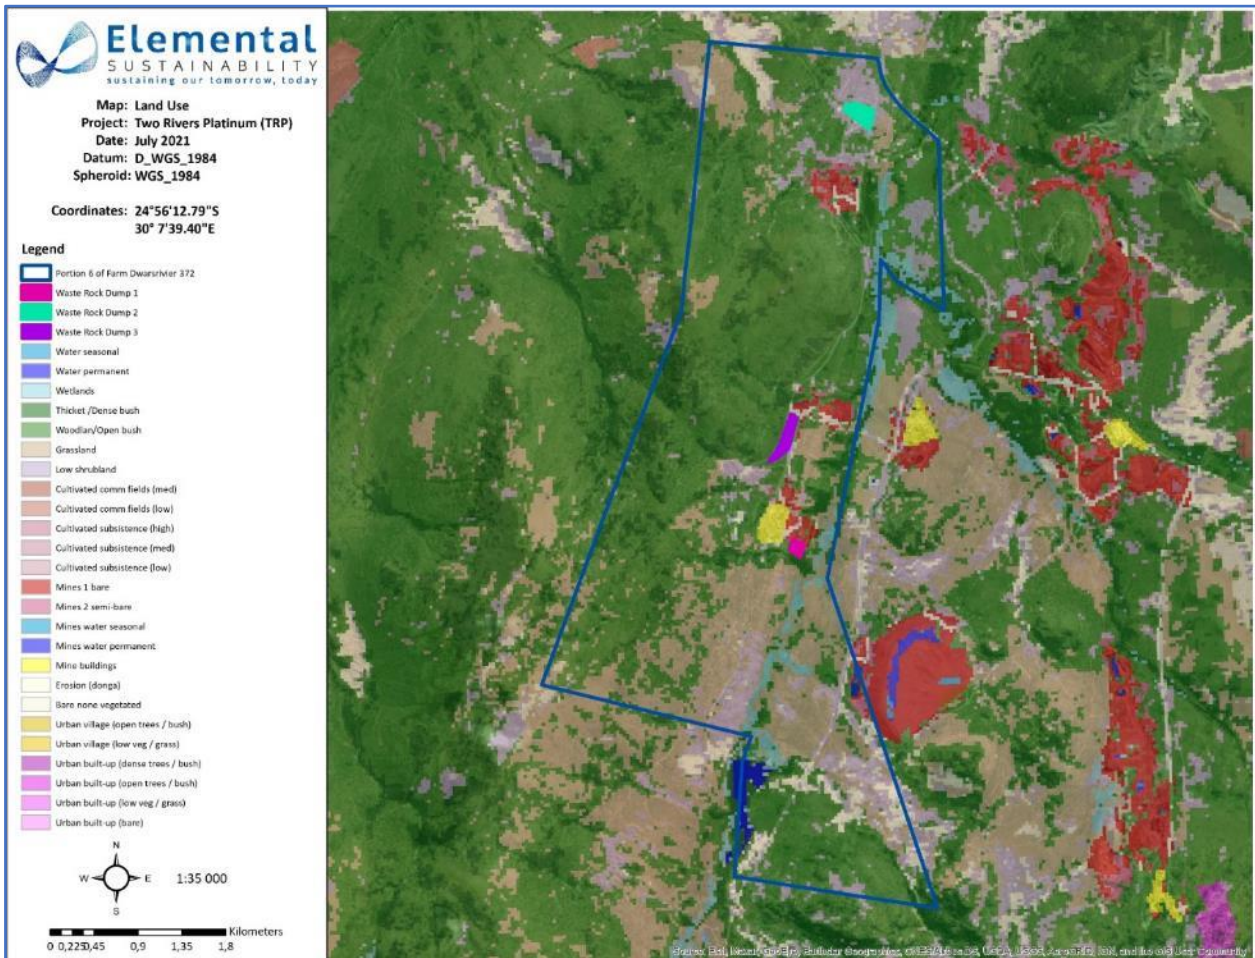 Elemental
SUSTAINABILITY
sustaining our tomorrow, today
Map: Land Use
Project: Two Rivers Platinum (TRP)
Date: July 2021
Datum: D_WGS_1984
Spheroid: WGS_1984
Coordinates: 24°56'12.79"S
30° 7'39.40"E
Legend
Portion 6 of Farm Dwarsrivier 372
Waste Rock Dump 1
Waste Rock Dump 2
Waste Rock Dump 3
Water seasonal
Water permanent
Wetlands
Thicket /Dense bush
Woodlan/Open bush
Grassland
Low shrubland
Cultivated comm fields (med)
Cultivated comm fields (low)
Cultivated subsistence (high)
Cultivated subsistence (med)
Cultivated subsistence (low)
Mines 1 bare
Mines 2 semi-bare
Mines water seasonal
Mines water permanent
Mine buildings
Erosion (donga)
Bare none vegetated
Urban village (open trees / bush)
Urban village (low veg / grass)
Urban built-up (dense trees / bush)
Urban built-up (open trees / bush)
Urban built-up (low veg / grass)
Urban built-up (bare)
N
W E 1:35 000
S
Kilometers
0 0,2250,45 0,9 1,35 1,8